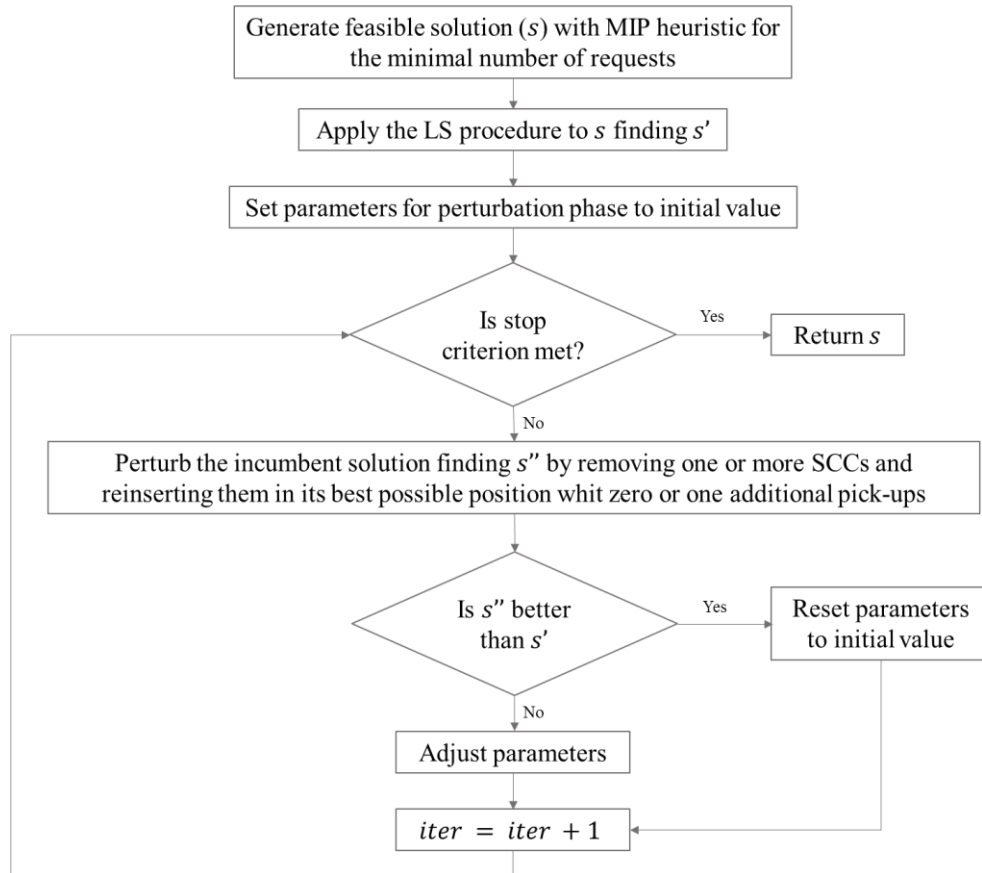 Generate feasible solution (s) with MIP heuristic for
the minimal number of requests
Apply the LS procedure to s finding s′
Set parameters for perturbation phase to initial value
Is stop
criterion met?
Yes
Return s
No
Perturb the incumbent solution finding s″ by removing one or more SCCs and
reinserting them in its best possible position whit zero or one additional pick-ups
Is s″ better
than s′
Yes
Reset parameters
to initial value
No
Adjust parameters
iter = iter + 1